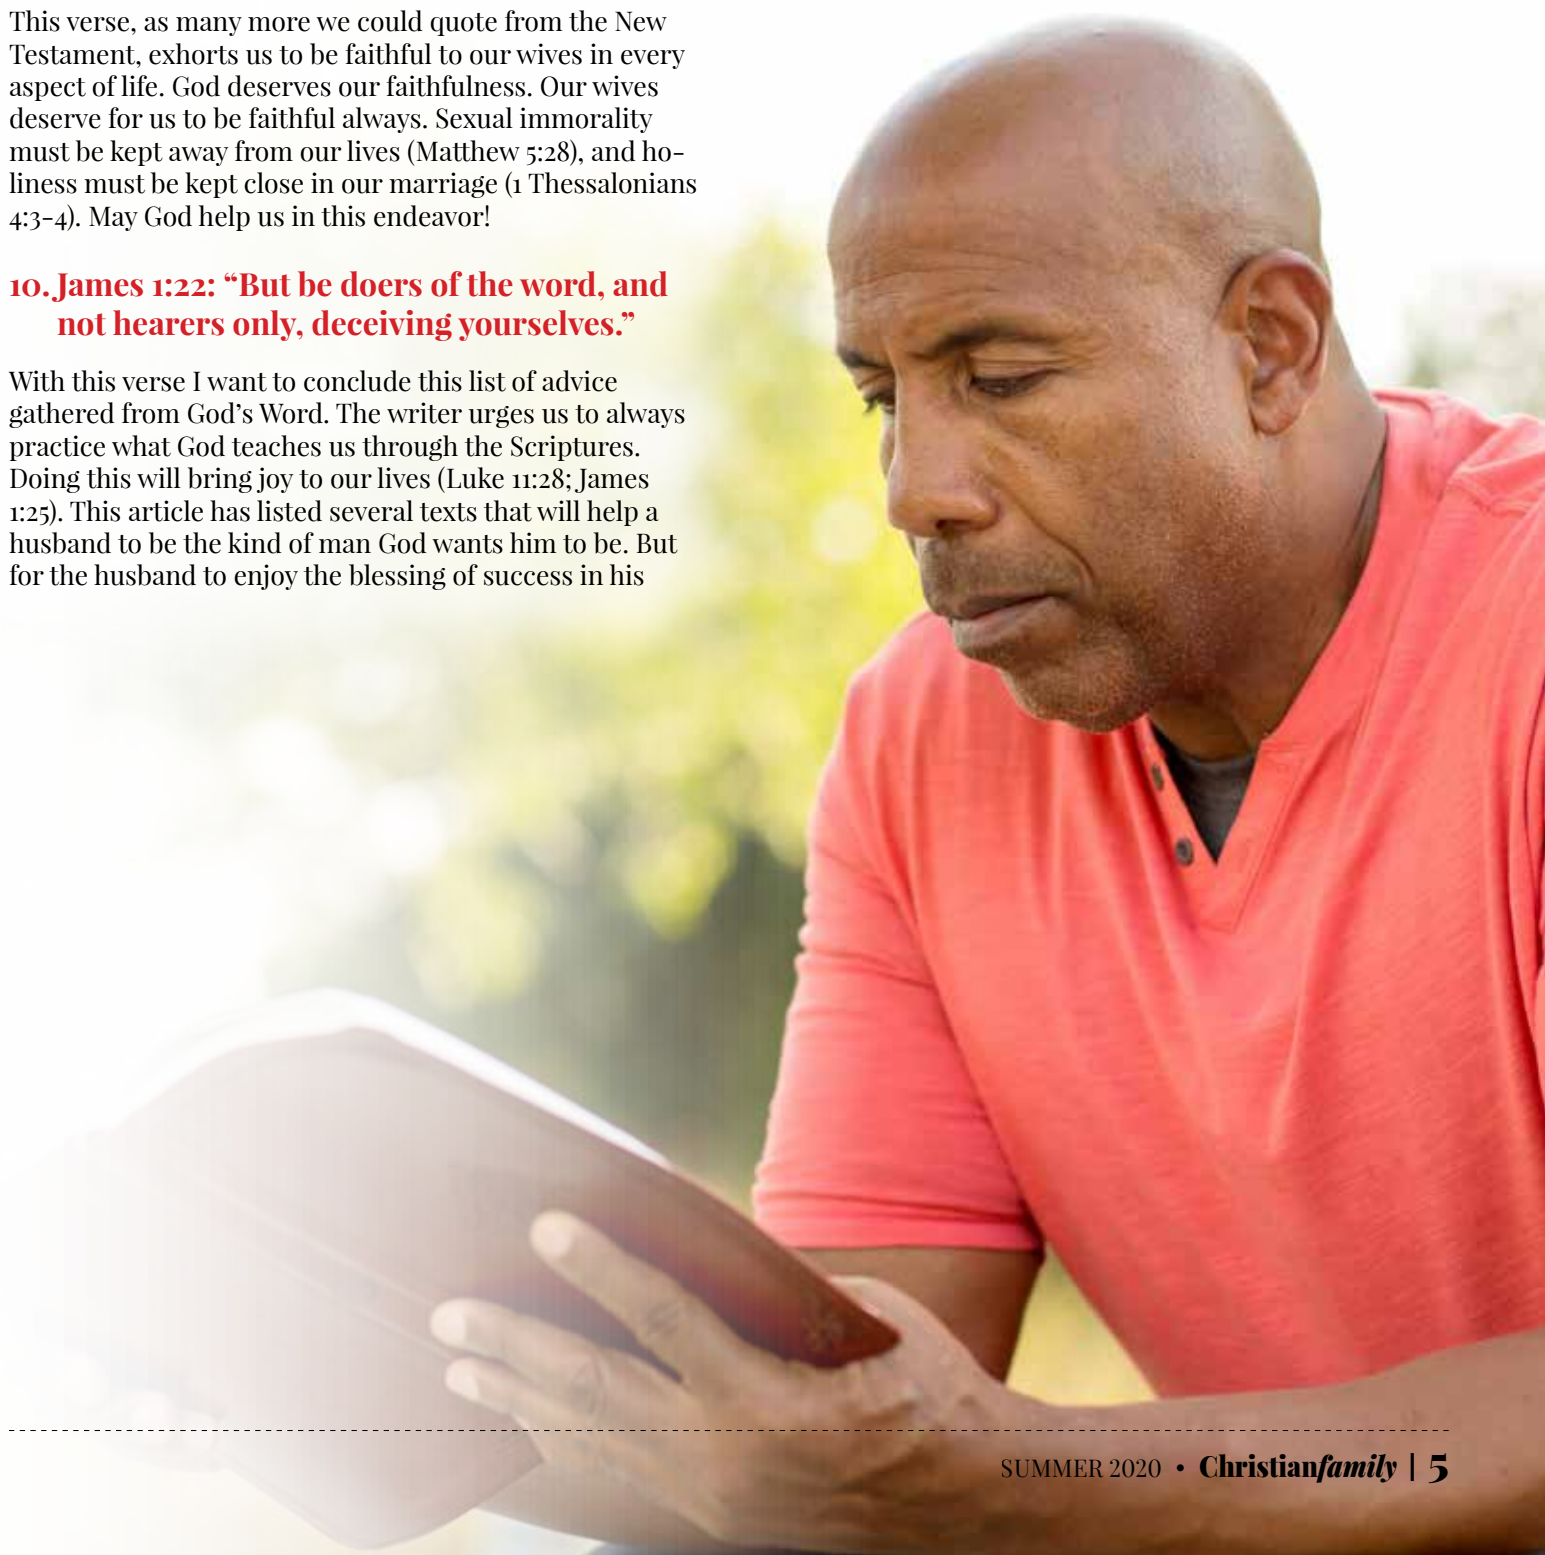 This verse, as many more we could quote from the New
Testament, exhorts us to be faithful to our wives in every
aspect of life. God deserves our faithfulness. Our wives
deserve for us to be faithful always. Sexual immorality
must be kept away from our lives (Matthew 5:28), and ho-
liness must be kept close in our marriage (1 Thessalonians
4:3-4). May God help us in this endeavor!
10. James 1:22: “But be doers of the word, and
not hearers only, deceiving yourselves.”
With this verse I want to conclude this list of advice
gathered from God’s Word. The writer urges us to always
practice what God teaches us through the Scriptures.
Doing this will bring joy to our lives (Luke 11:28; James
1:25). This article has listed several texts that will help a
husband to be the kind of man God wants him to be. But
for the husband to enjoy the blessing of success in his
SUMMER 2020 • Christianfamily | 5